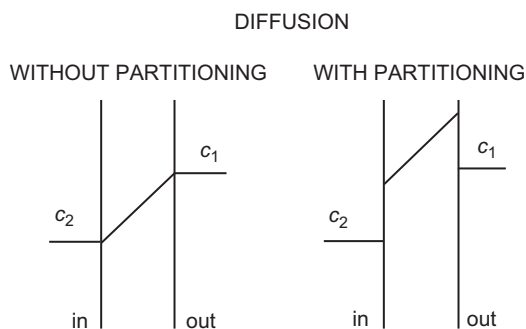 DIFFUSION
WITHOUT PARTITIONING
WITH PARTITIONING
c1
c2
in
out
c1
c2
in
out